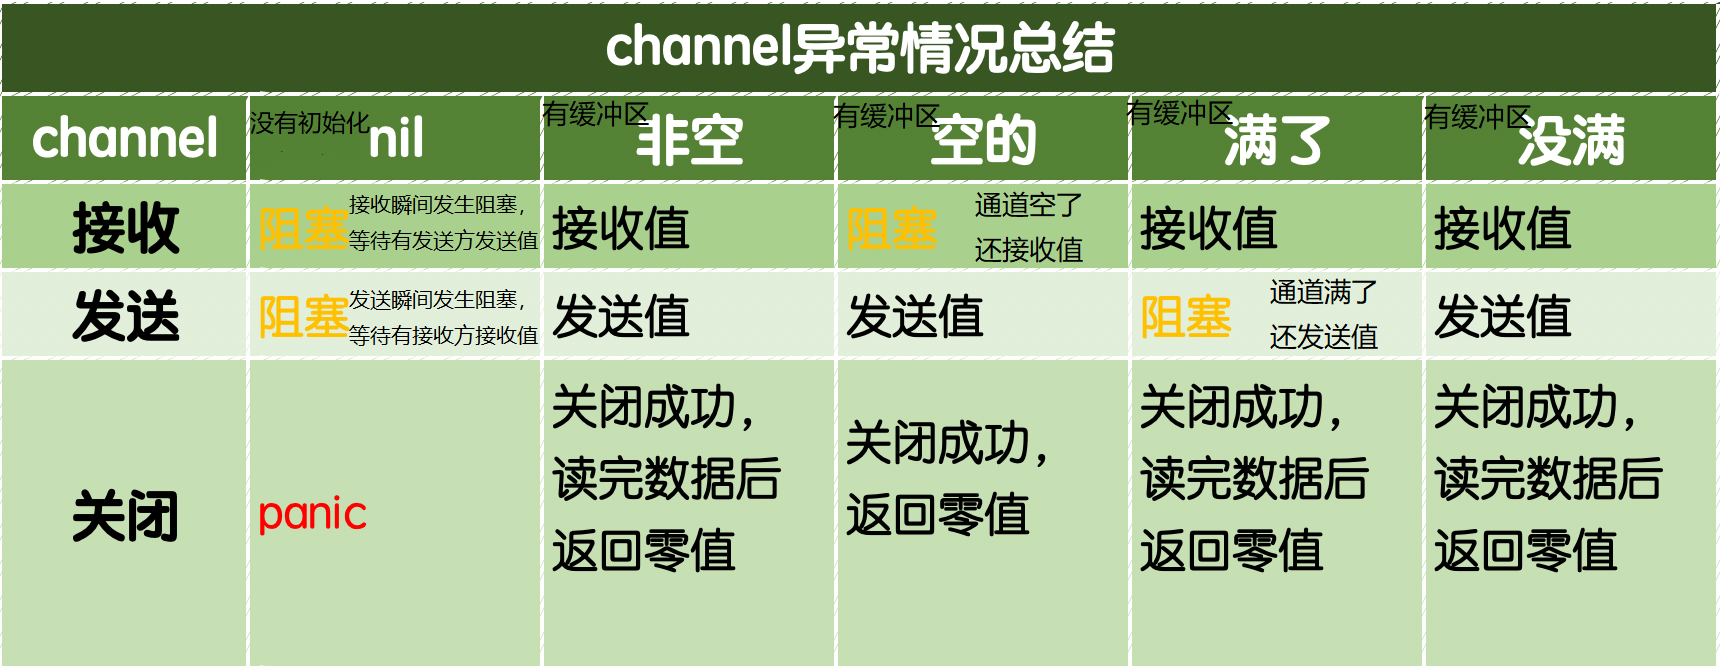 channel异常情况总结
channel
没有初始化
nil
有缓冲区
非空
有缓冲区
空的
有缓冲区
满了
有缓冲区
没满
接收
阻塞
接收瞬间发生阻塞，
等待有发送方发送值
接收值
阻塞
通道空了
还接收值
接收值
接收值
发送
阻塞
发送瞬间发生阻塞，
等待有接收方接收值
发送值
发送值
阻塞
通道满了
还发送值
发送值
关闭
panic
关闭成功，
读完数据后
返回零值
关闭成功，
返回零值
关闭成功，
读完数据后
返回零值
关闭成功，
读完数据后
返回零值